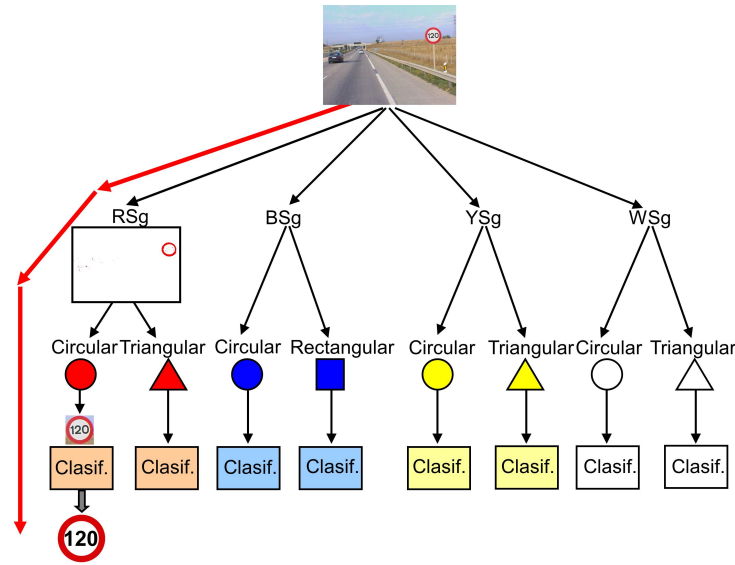 120
RSg BSg YSg WSg
Circular Triangular Circular Rectangular Circular Triangular Circular Triangular
120
Clasif. Clasif. Clasif. Clasif. Clasif. Clasif. Clasif. Clasif.
120